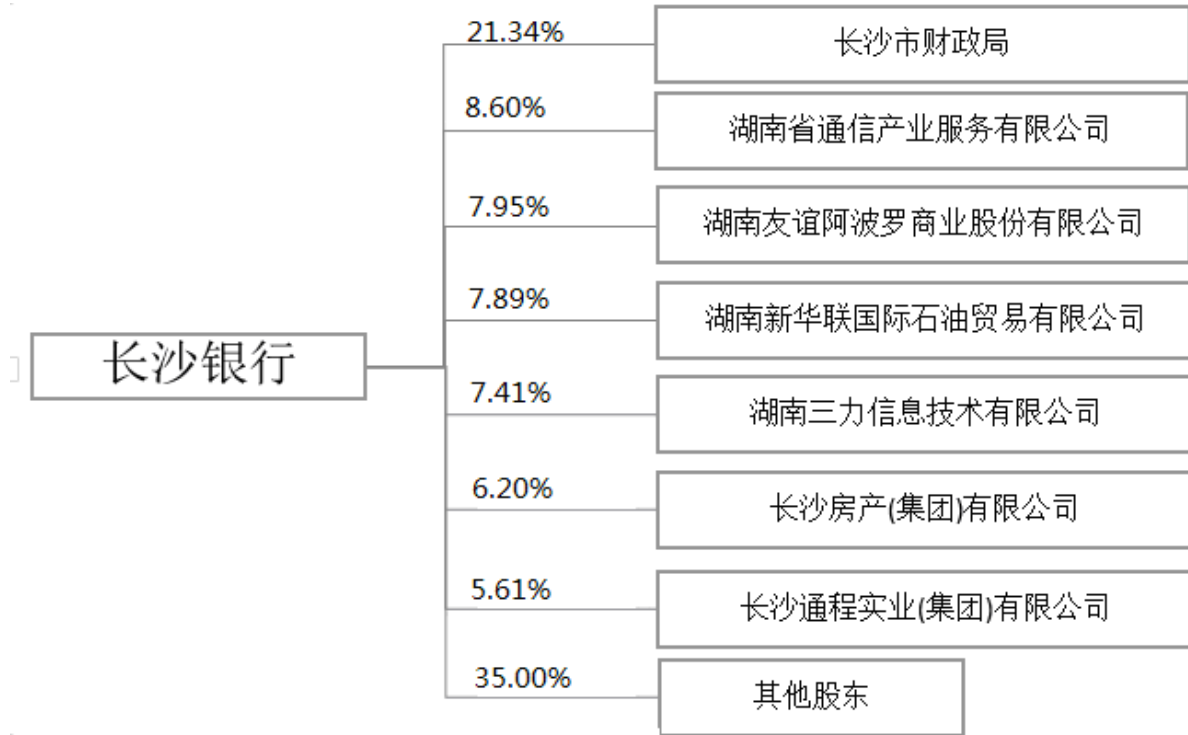 21.34%
长沙市财政局
8.60%
湖南省通信产业服务有限公司
7.95%
湖南友谊阿波罗商业股份有限公司
7.89%
湖南新华联国际石油贸易有限公司
长沙银行
7.41%
湖南三力信息技术有限公司
6.20%
长沙房产(集团)有限公司
5.61%
长沙通程实业(集团)有限公司
35.00%
其他股东